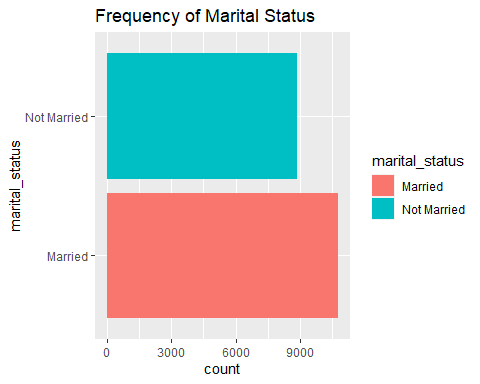 Frequency of Marital Status
marital_status
Not Married
Married
0 3000 6000 9000
count
marital_status
Married
Not Married